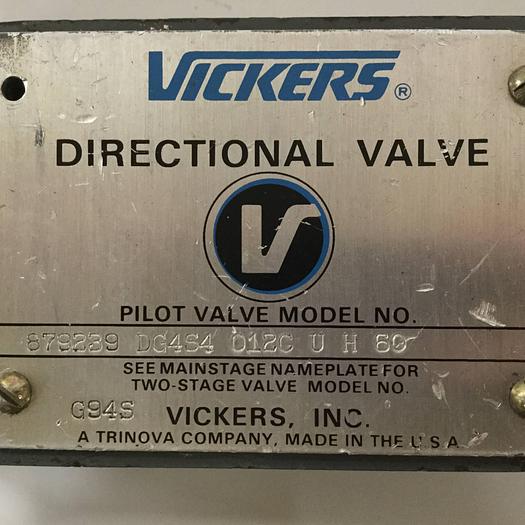 VICKERS®
DIRECTIONAL VALVE
V
PILOT VALVE MODEL NO.
879239 DG4S4 012C U H 60
SEE MAINSTAGE NAMEPLATE FOR
TWO-STAGE VALVE MODEL NO.
G94S VICKERS, INC.
A TRINOVA COMPANY, MADE IN THE U.S.A